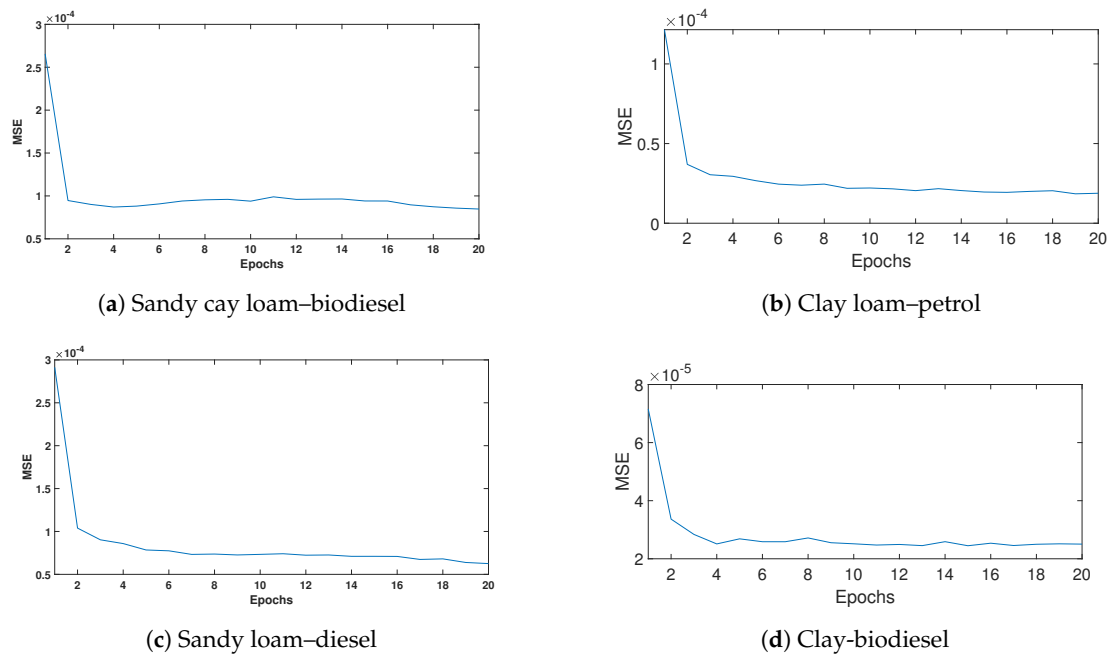 ×10⁻⁴
3
2.5
2
1.5
1
0.5
MSE
2 4 6 8 10 12 14 16 18 20
Epochs
(a) Sandy cay loam–biodiesel
×10⁻⁴
1
0.5
0
MSE
2 4 6 8 10 12 14 16 18 20
Epochs
(b) Clay loam–petrol
×10⁻⁴
3
2.5
2
1.5
1
0.5
MSE
2 4 6 8 10 12 14 16 18 20
Epochs
(c) Sandy loam–diesel
×10⁻⁵
8
6
4
2
MSE
2 4 6 8 10 12 14 16 18 20
Epochs
(d) Clay-biodiesel